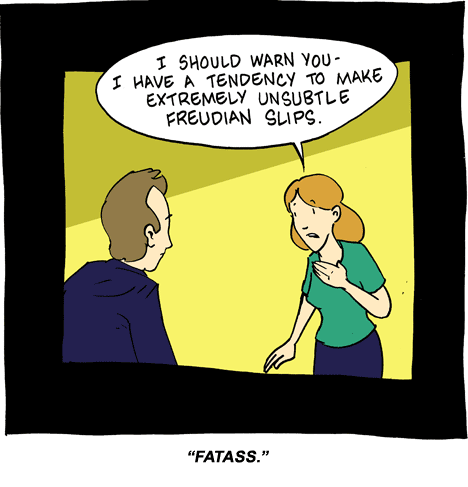 I SHOULD WARN YOU-
I HAVE A TENDENCY TO MAKE
EXTREMELY UNSUBTLE
FREUDIAN SLIPS.
"FATASS."